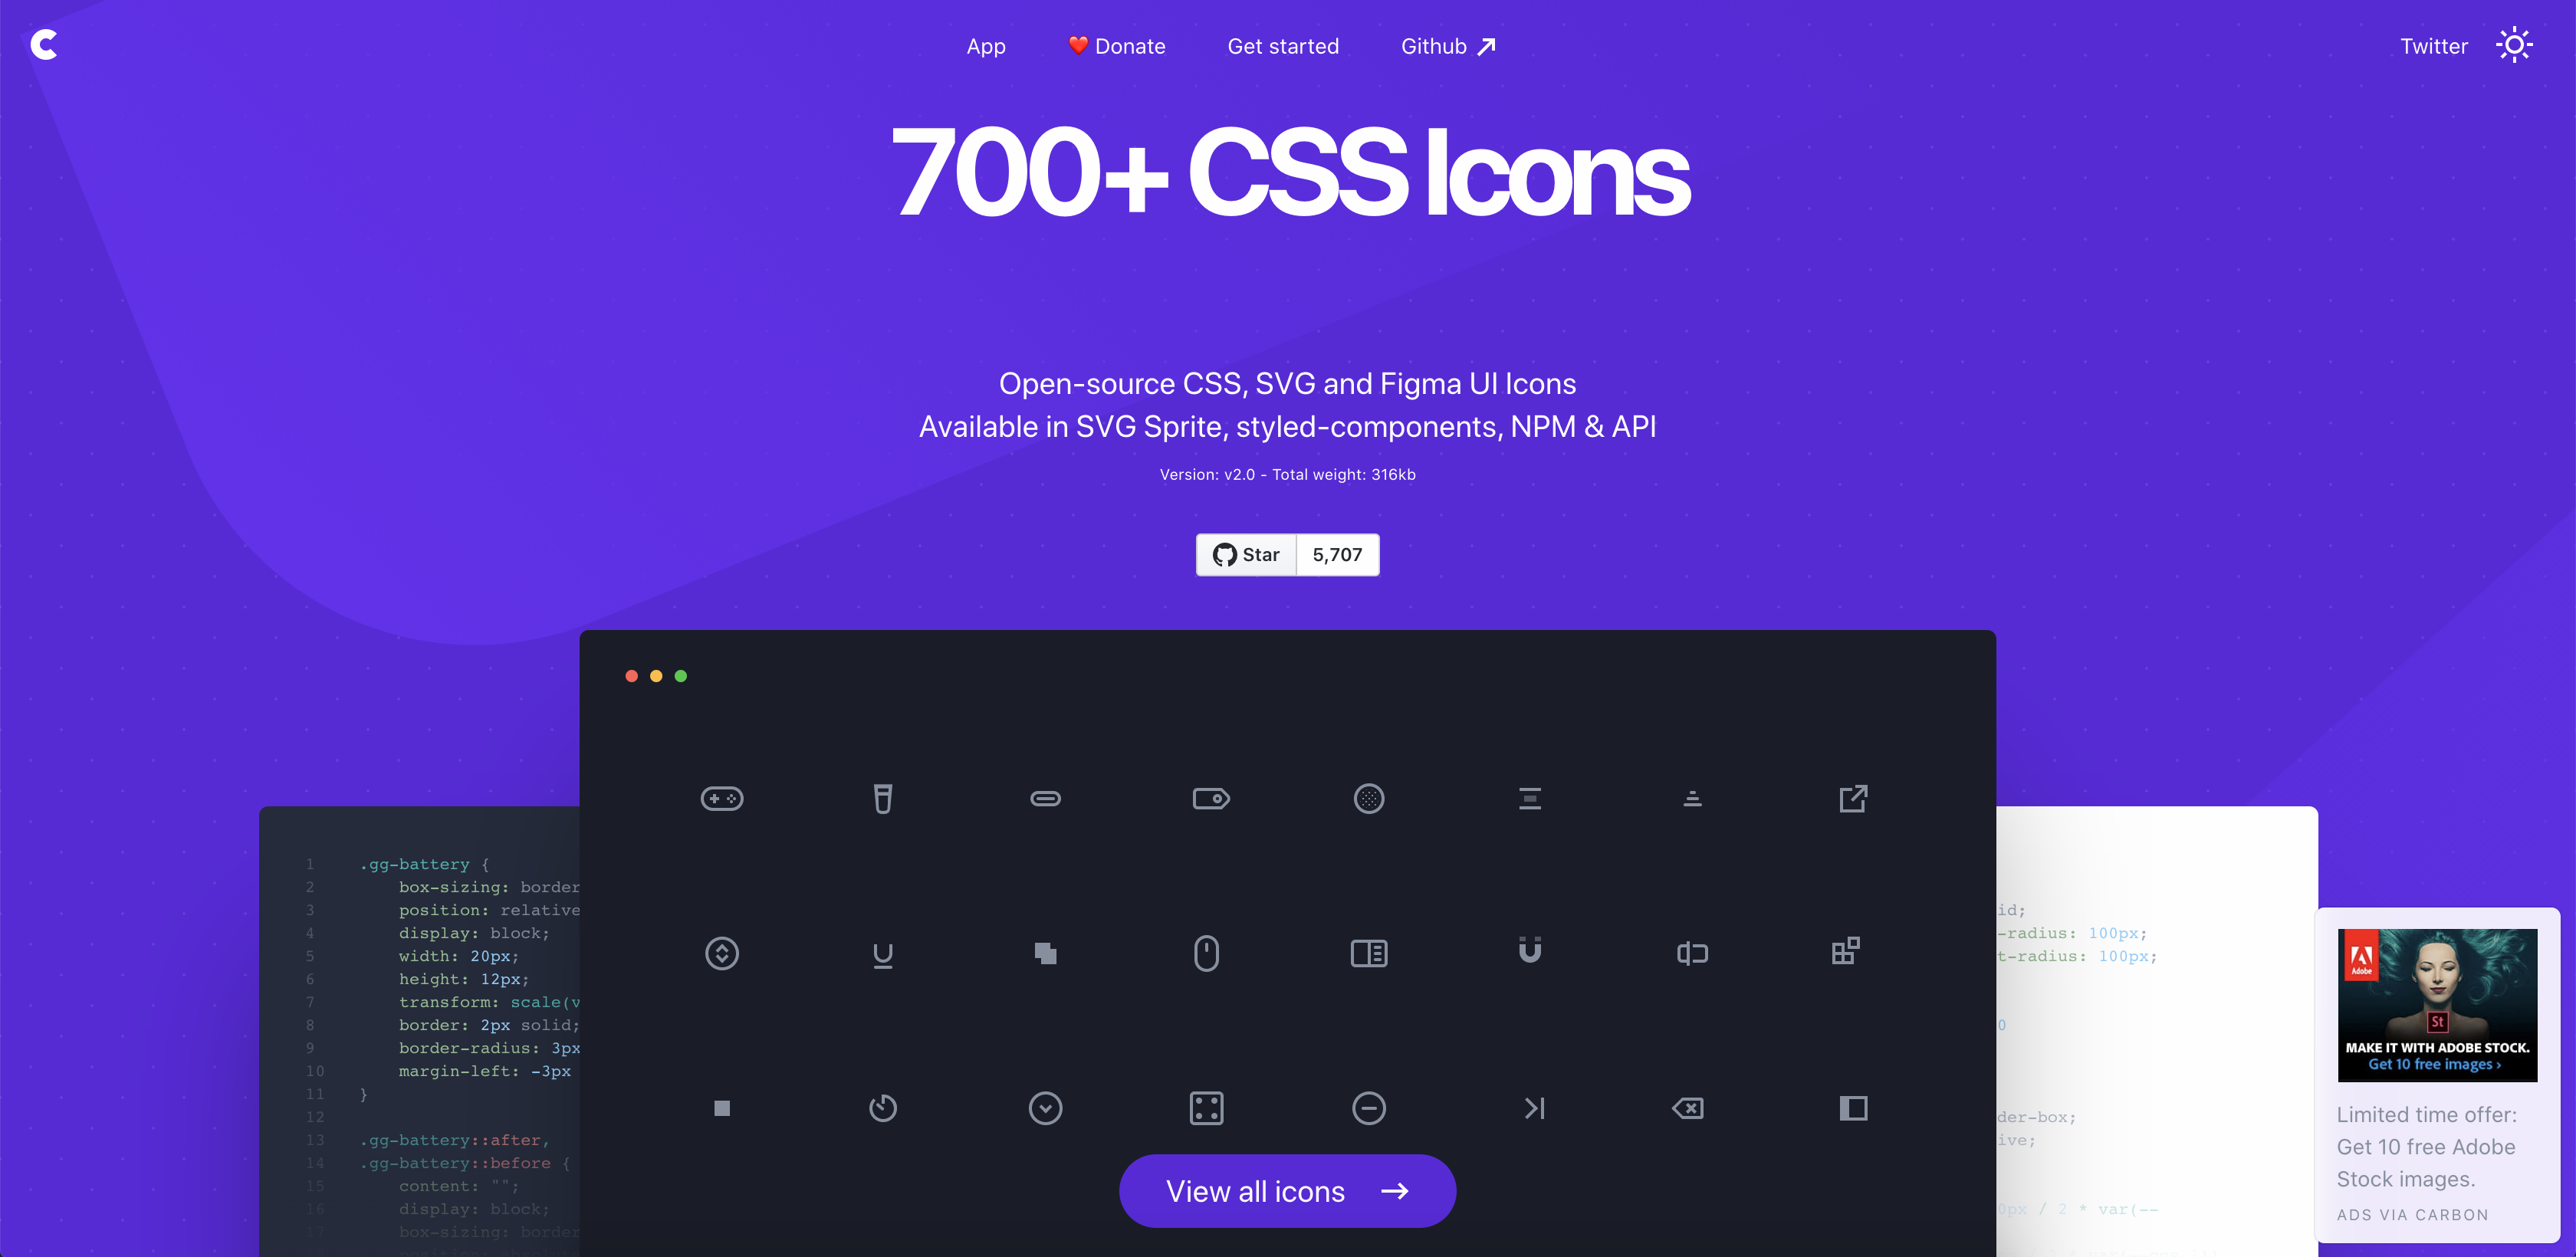 App
❤️ Donate
Get started
Github
Twitter
700+ CSS Icons
Open-source CSS, SVG and Figma UI Icons
Available in SVG Sprite, styled-components, NPM & API
Version: v2.0 - Total weight: 316kb
Star
5,707
1 .gg-battery {
2 box-sizing: border
3 position: relative
4 display: block;
5 width: 20px;
6 height: 12px;
7 transform: scale(v
8 border: 2px solid;
9 border-radius: 3px
10 margin-left: -3px
11 }
12
13 .gg-battery::after,
14 .gg-battery::before {
15 content: "";
16 display: block;
17 box-sizing: border
id;
-radius: 100px;
t-radius: 100px;
0
der-box;
ive;
0px / 2 * var(--
View all icons
Adobe
St
MAKE IT WITH ADOBE STOCK.
Get 10 free images ›
Limited time offer:
Get 10 free Adobe
Stock images.
ADS VIA CARBON